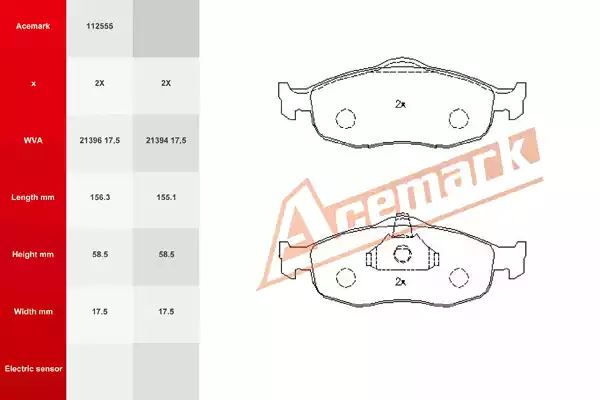 Acemark 112555
x 2X 2X
WVA 21396 17,5 21394 17,5
Length mm 156.3 155.1
Height mm 58.5 58.5
Width mm 17.5 17.5
Electric sensor
2x
Acemark
2x